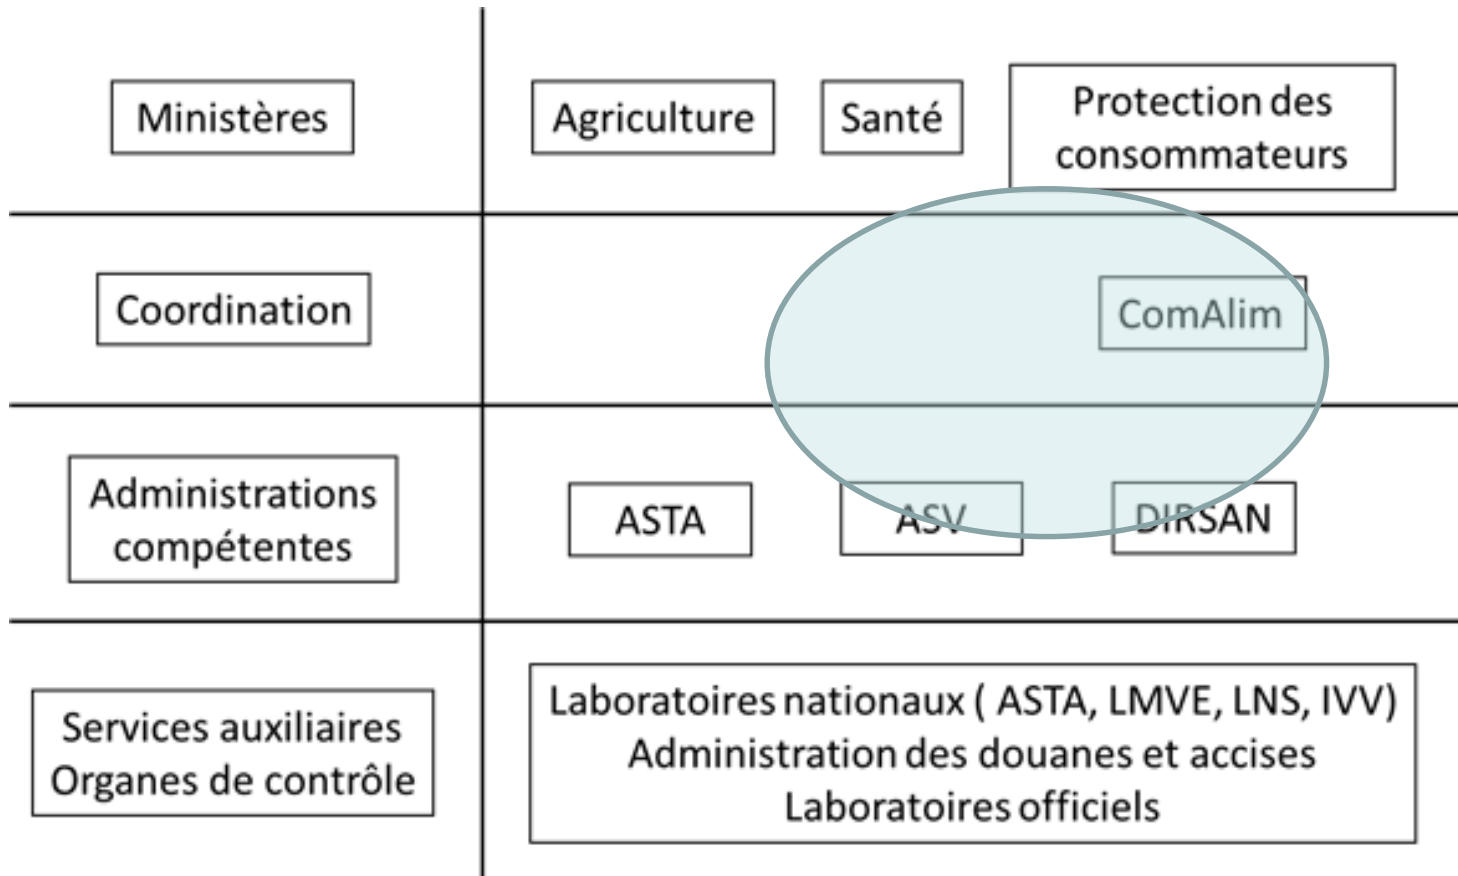 Ministères
Agriculture
Santé
Protection des
consommateurs
Coordination
ComAlim
Administrations
compétentes
ASTA
ASV
DIRSAN
Services auxiliaires
Organes de contrôle
Laboratoires nationaux ( ASTA, LMVE, LNS, IVV)
Administration des douanes et accises
Laboratoires officiels